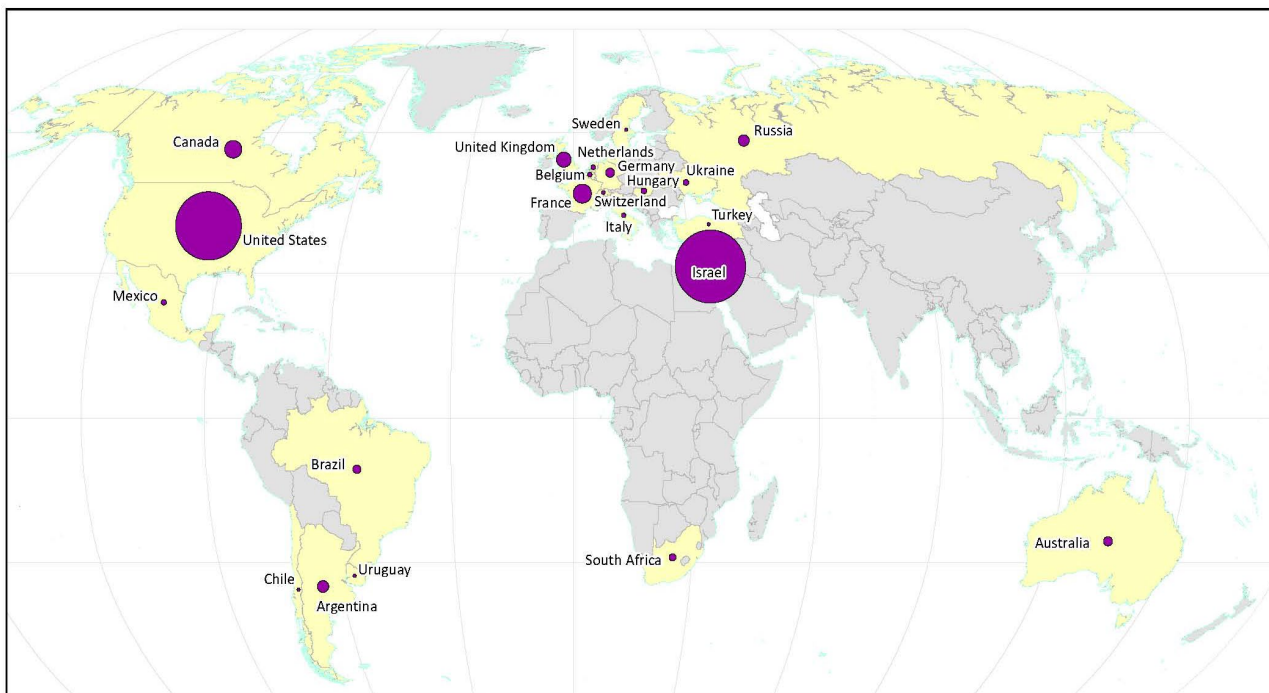 Sweden
Russia
Canada
United Kingdom
Netherlands
Germany
Ukraine
Belgium
Hungary
France
Switzerland
Italy
Turkey
United States
Israel
Mexico
Brazil
South Africa
Australia
Chile
Uruguay
Argentina